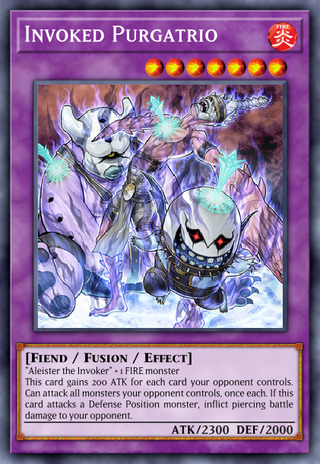 INVOKED PURGATRIO
FIRE
炎
[FIEND / FUSION / EFFECT]
"Aleister the Invoker" + 1 FIRE monster
This card gains 200 ATK for each card your opponent controls.
Can attack all monsters your opponent controls, once each. If this
card attacks a Defense Position monster, inflict piercing battle
damage to your opponent.
ATK/2300 DEF/2000